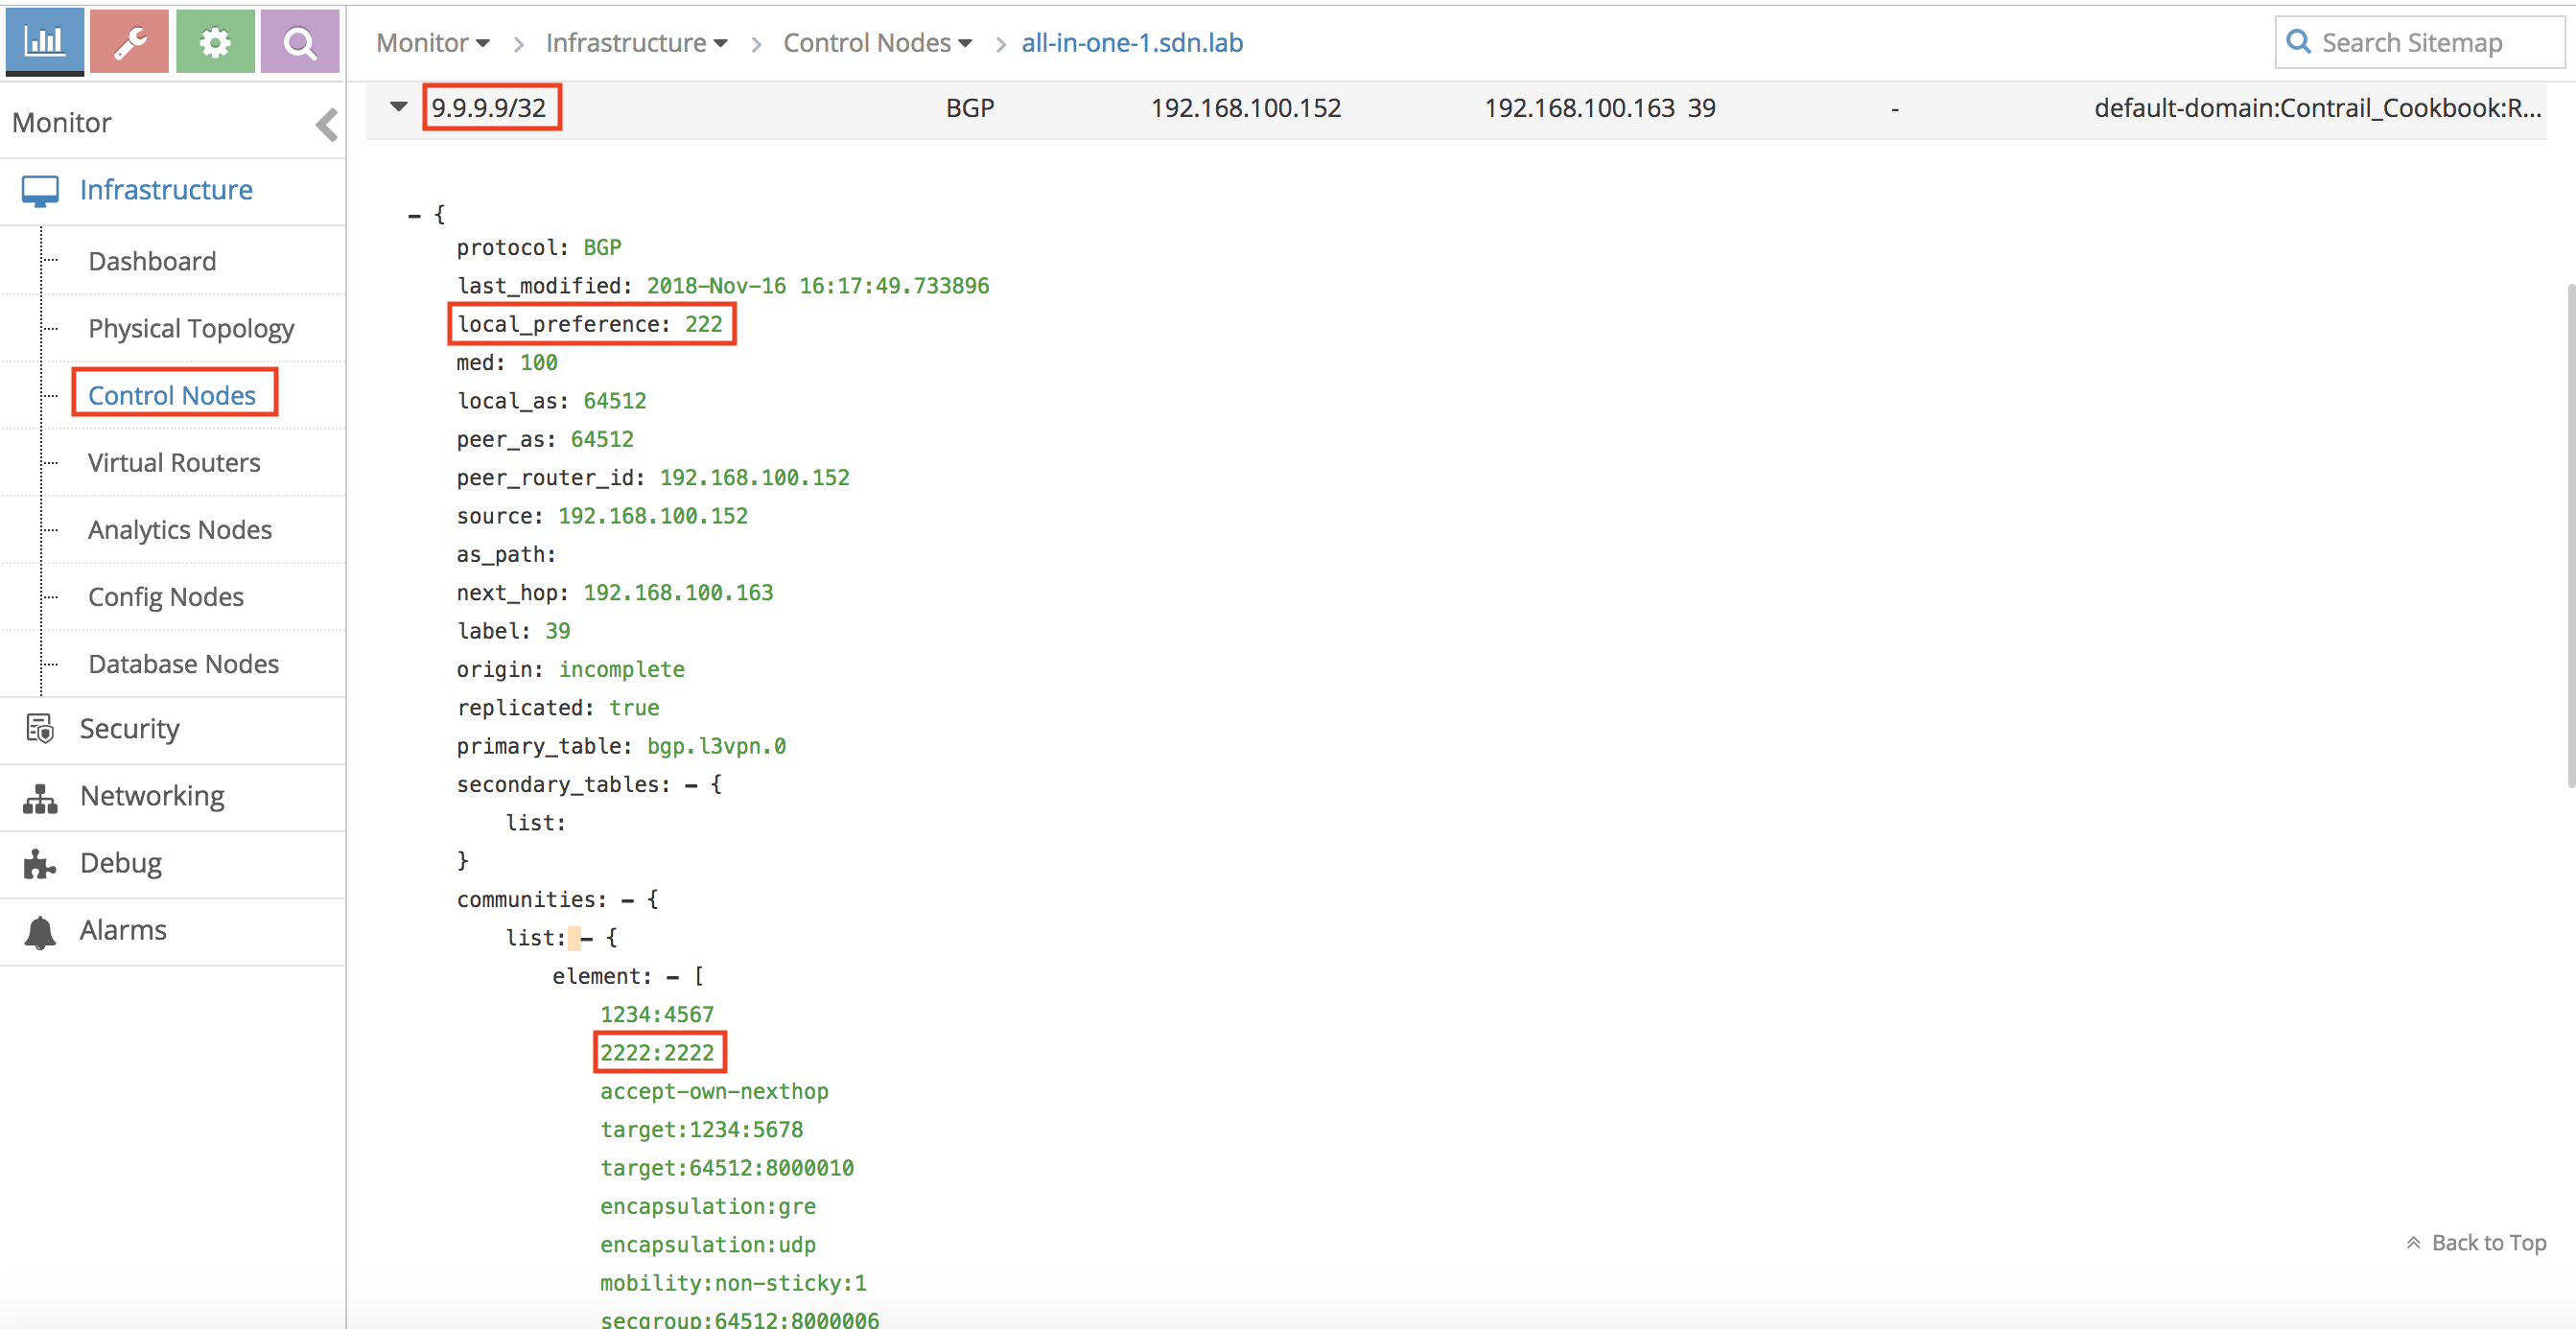 Monitor > Infrastructure > Control Nodes > all-in-one-1.sdn.lab
Search Sitemap
Monitor
Infrastructure
Dashboard
Physical Topology
Control Nodes
Virtual Routers
Analytics Nodes
Config Nodes
Database Nodes
Security
Networking
Debug
Alarms
9.9.9.9/32 BGP 192.168.100.152 192.168.100.163 39 - default-domain:Contrail_Cookbook:R...
– {
protocol: BGP
last_modified: 2018-Nov-16 16:17:49.733896
local_preference: 222
med: 100
local_as: 64512
peer_as: 64512
peer_router_id: 192.168.100.152
source: 192.168.100.152
as_path:
next_hop: 192.168.100.163
label: 39
origin: incomplete
replicated: true
primary_table: bgp.l3vpn.0
secondary_tables: – {
list:
}
communities: – {
list: – {
element: – [
1234:4567
2222:2222
accept-own-nexthop
target:1234:5678
target:64512:8000010
encapsulation:gre
encapsulation:udp
mobility:non-sticky:1
secgroup:64512:8000006
Back to Top